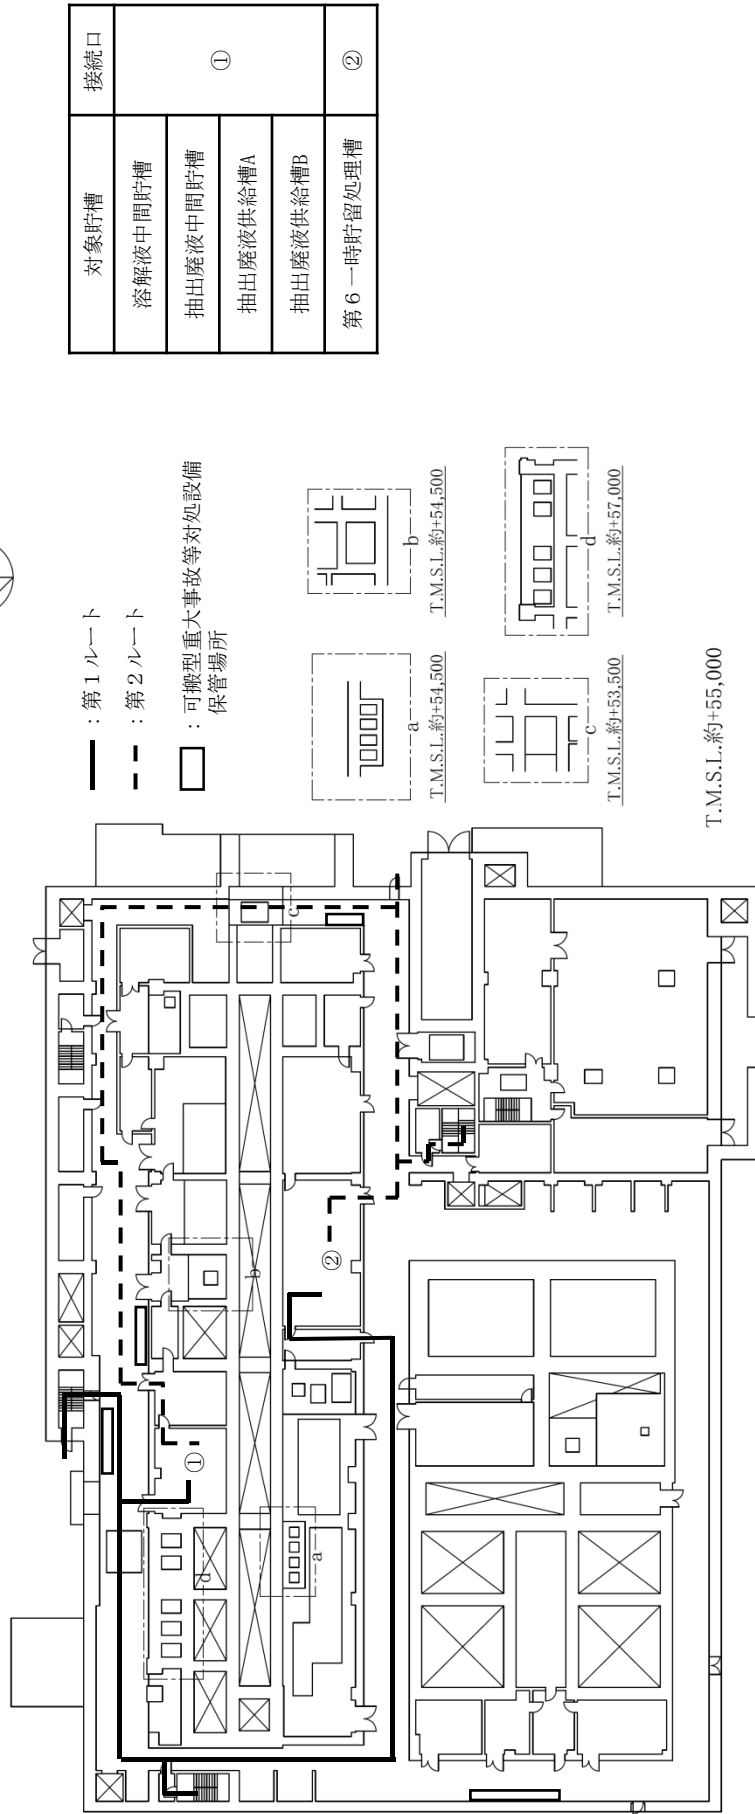 対象貯槽 接続口
溶解液中間貯槽 ①
抽出廃液中間貯槽
抽出廃液供給槽A
抽出廃液供給槽B
第6一時貯留処理槽 ②
：第1ルート
：第2ルート
：可搬型重大事故等対処設備
保管場所
a
T.M.S.L.約+54,500
b
T.M.S.L.約+54,500
c
T.M.S.L.約+53,500
d
T.M.S.L.約+57,000
T.M.S.L.約+55,000
c
b
②
①
d
a